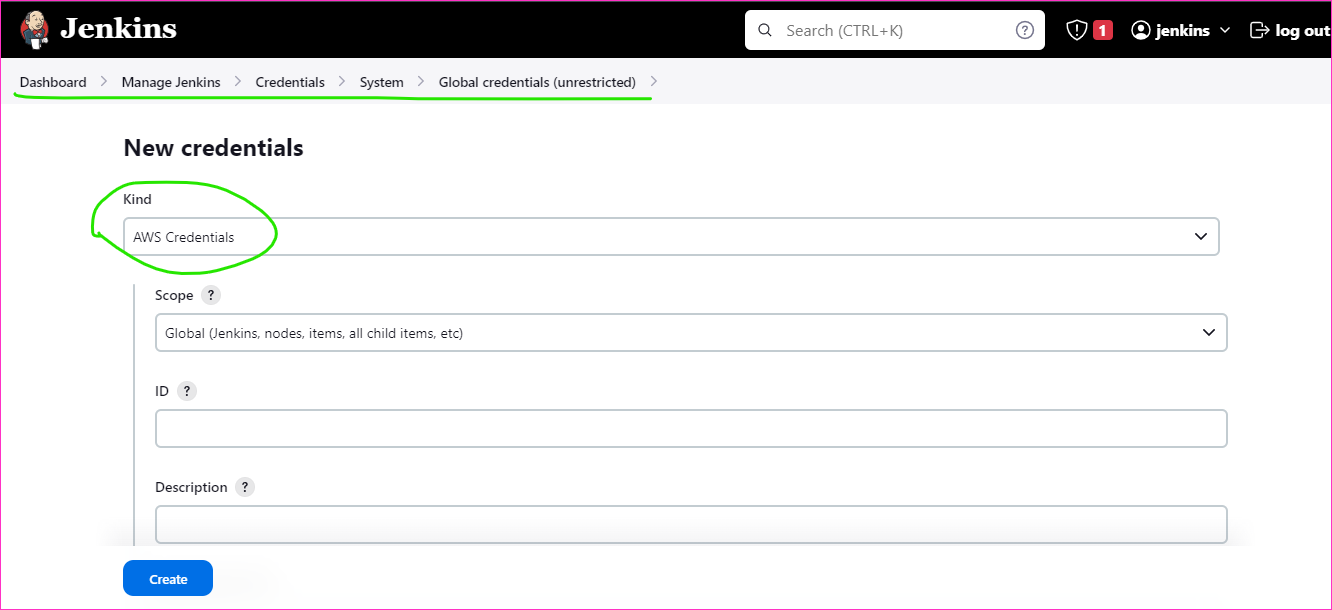 Jenkins Search (CTRL+K) ? 1 jenkins log out
Dashboard Manage Jenkins Credentials System Global credentials (unrestricted)
New credentials
Kind
AWS Credentials
Scope ?
Global (Jenkins, nodes, items, all child items, etc)
ID ?
Description ?
Create